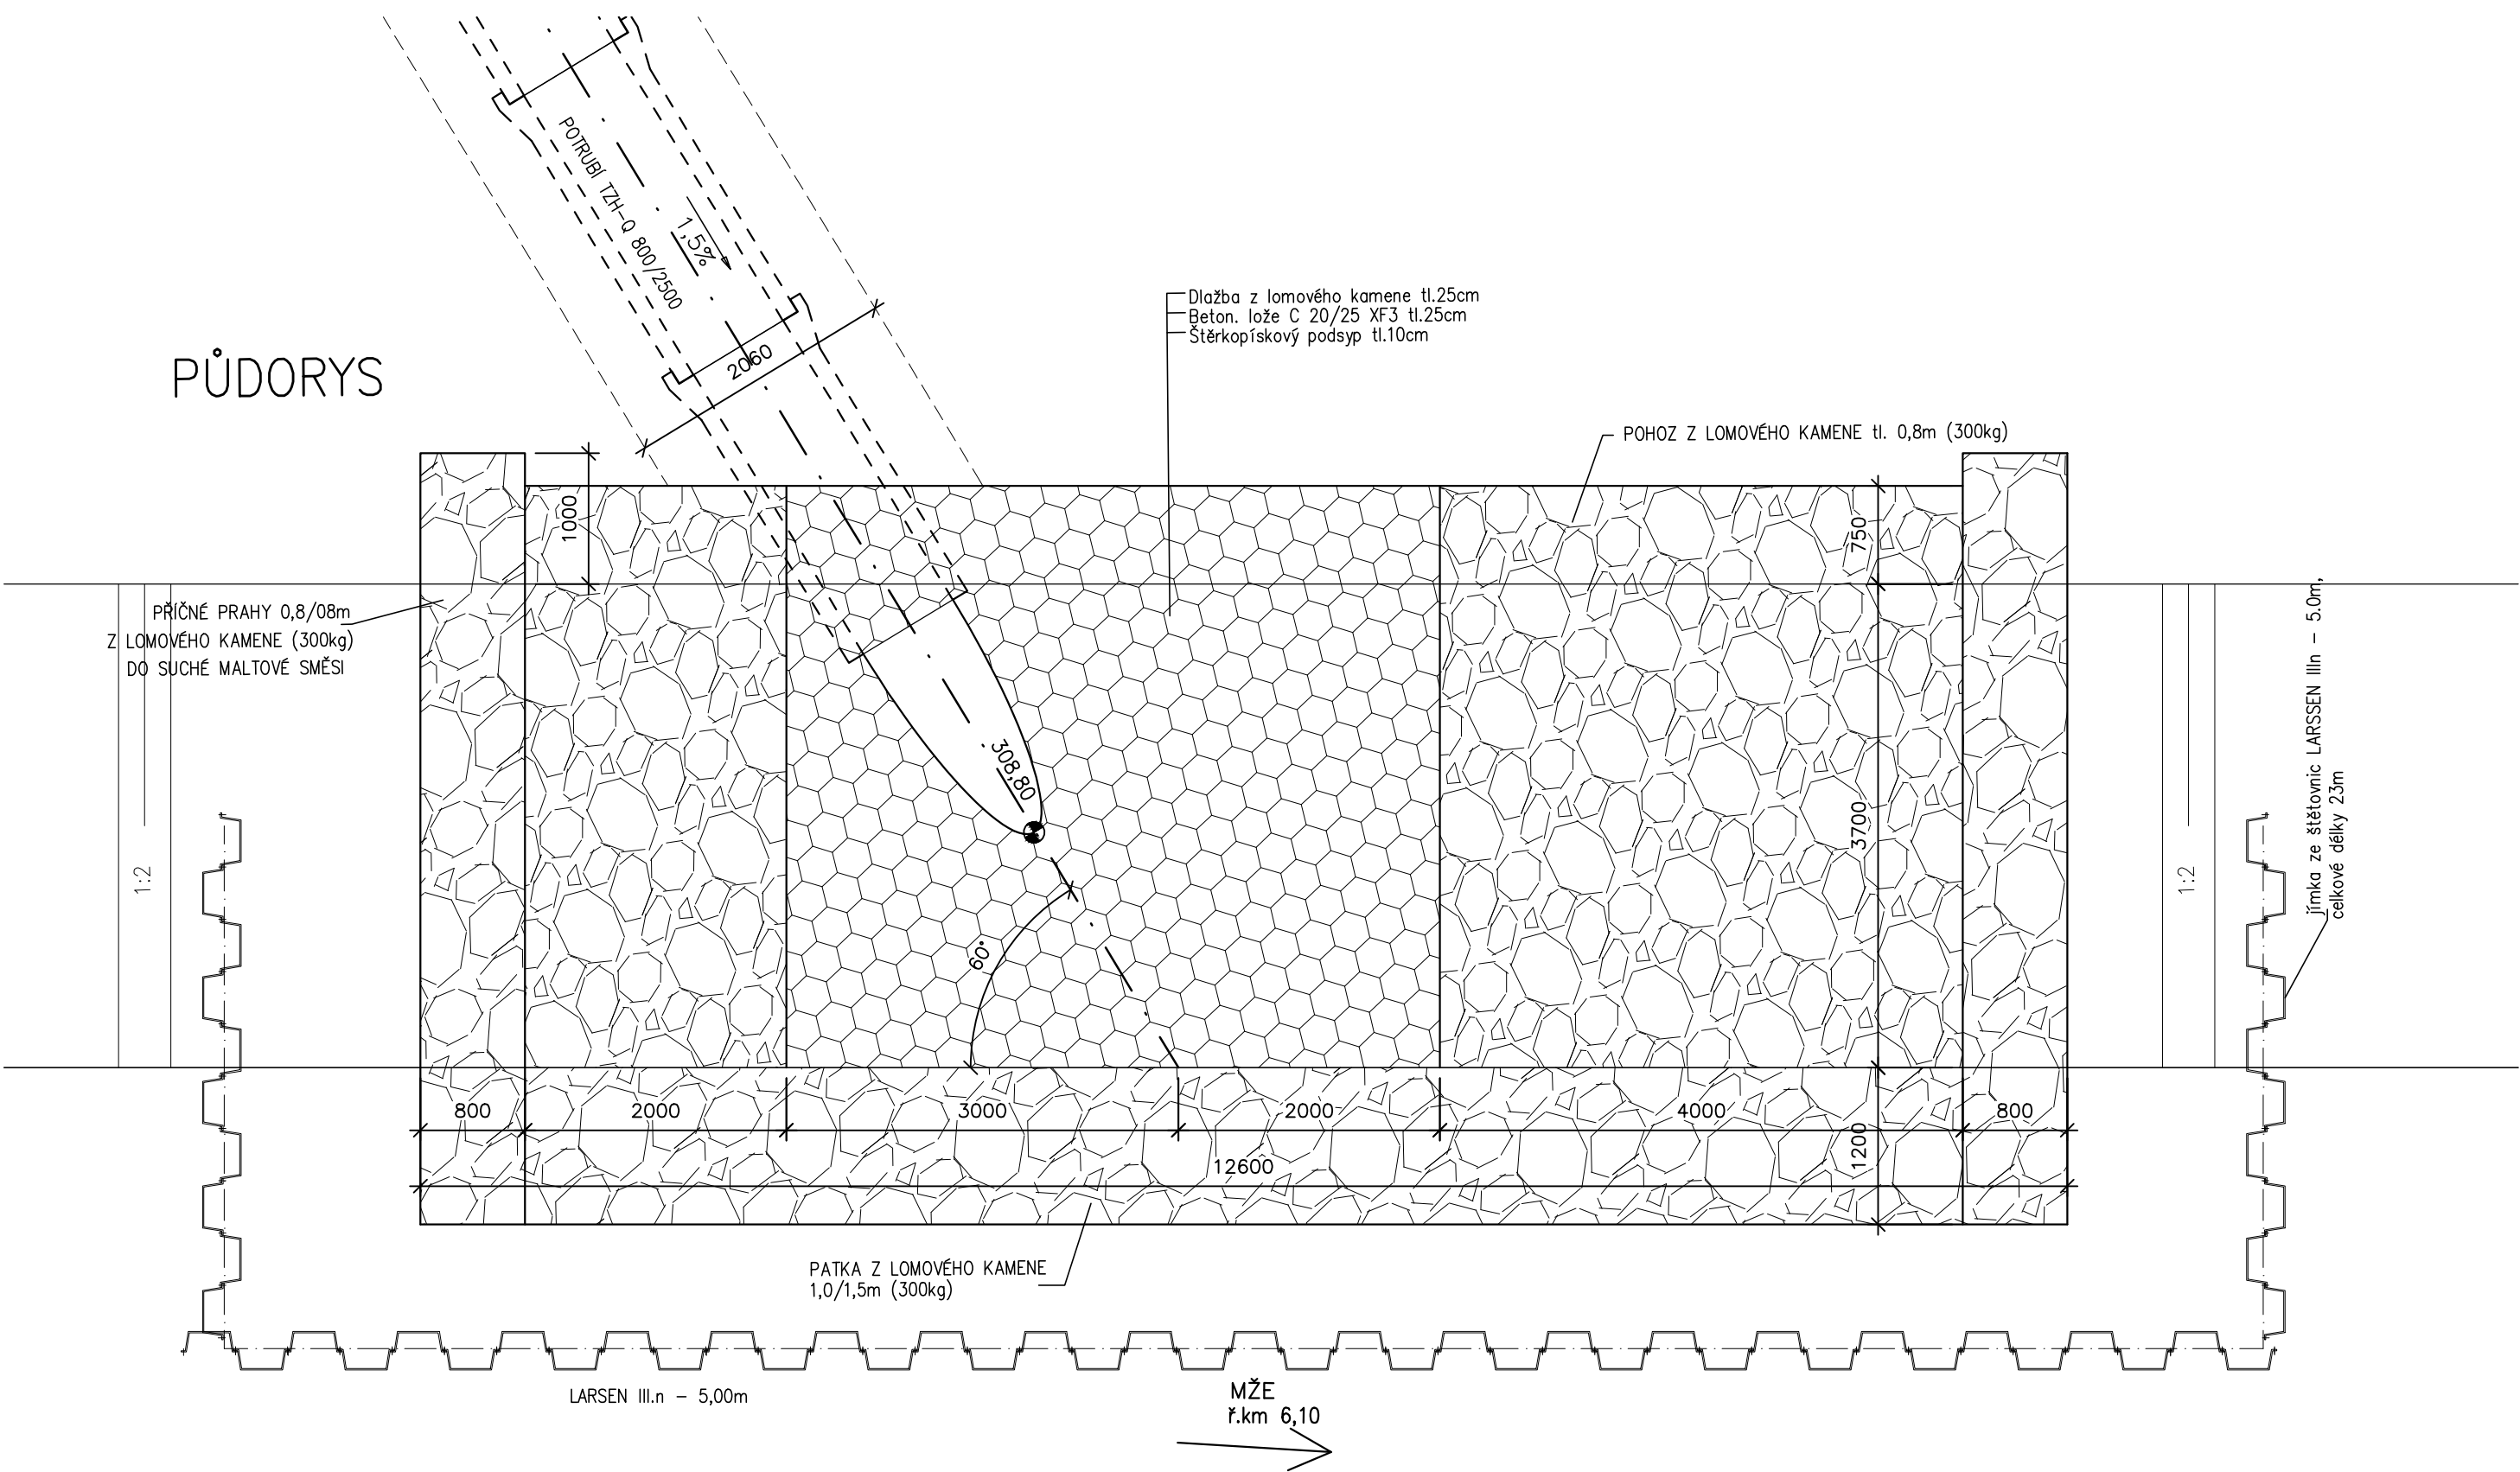 POTRUBÍ TZH-Q 800/2500
1,5%
2060
Dlažba z lomového kamene tl.25cm
Beton. lože C 20/25 XF3 tl.25cm
Štěrkopískový podsyp tl.10cm
PŮDORYS
POHOZ Z LOMOVÉHO KAMENE tl. 0,8m (300kg)
1000
750
PŘÍČNÉ PRAHY 0,8/08m
Z LOMOVÉHO KAMENE (300kg)
DO SUCHÉ MALTOVÉ SMĚSI
jímka ze štětovnic LARSSEN IIIn - 5.0m,
celkové délky 23m
308,80
3700
1:2
1:2
60°
800
2000
3000
2000
4000
800
1200
12600
PATKA Z LOMOVÉHO KAMENE
1,0/1,5m (300kg)
LARSEN III.n - 5,00m
MŽE
ř.km 6,10